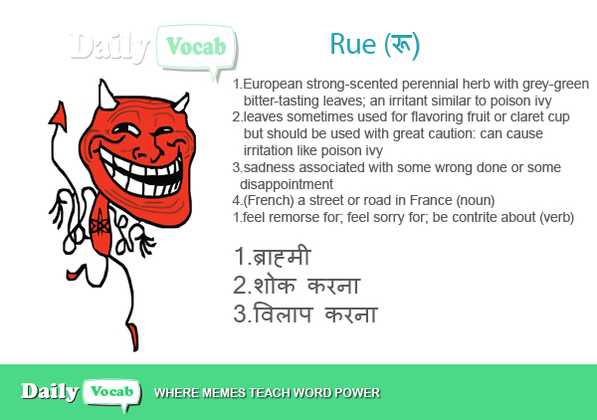 Daily Vocab
Rue (रू)
1.European strong-scented perennial herb with grey-green
bitter-tasting leaves; an irritant similar to poison ivy
2.leaves sometimes used for flavoring fruit or claret cup
but should be used with great caution: can cause
irritation like poison ivy
3.sadness associated with some wrong done or some
disappointment
4.(French) a street or road in France (noun)
1.feel remorse for; feel sorry for; be contrite about (verb)
1.ब्राह्मी
2.शोक करना
3.विलाप करना
Daily Vocab WHERE MEMES TEACH WORD POWER